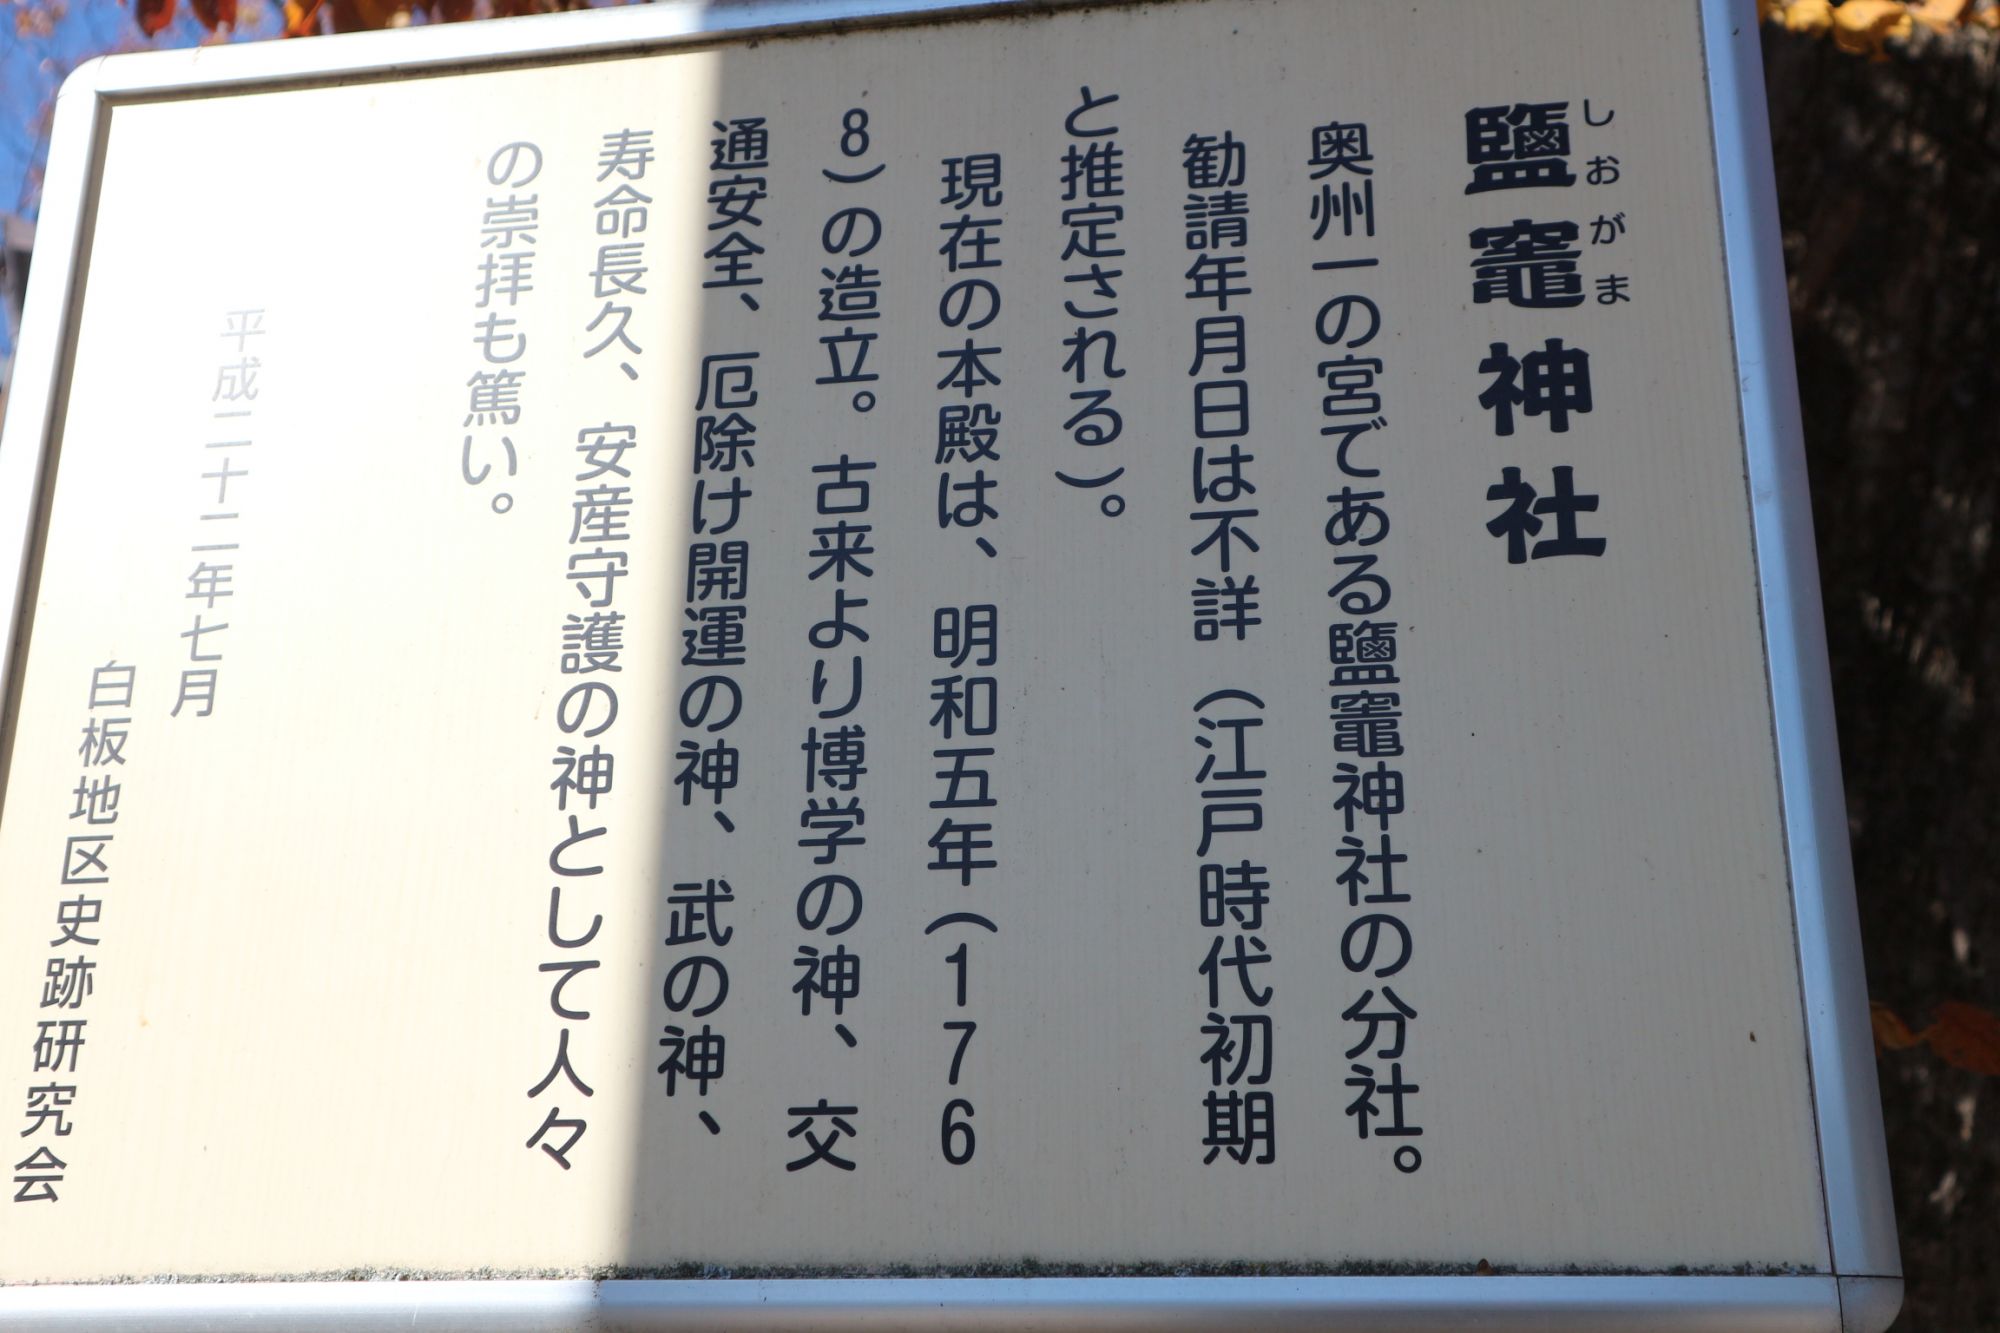 鹽竈神社
しおがま
奥州一の宮である鹽竈神社の分社。
勧請年月日は不詳（江戸時代初期
と推定される）。
現在の本殿は、明和五年（176
8）の造立。古来より博学の神、交
通安全、厄除け開運の神、武の神、
寿命長久、安産守護の神として人々
の崇拝も篤い。
平成二十二年七月
白板地区史跡研究会